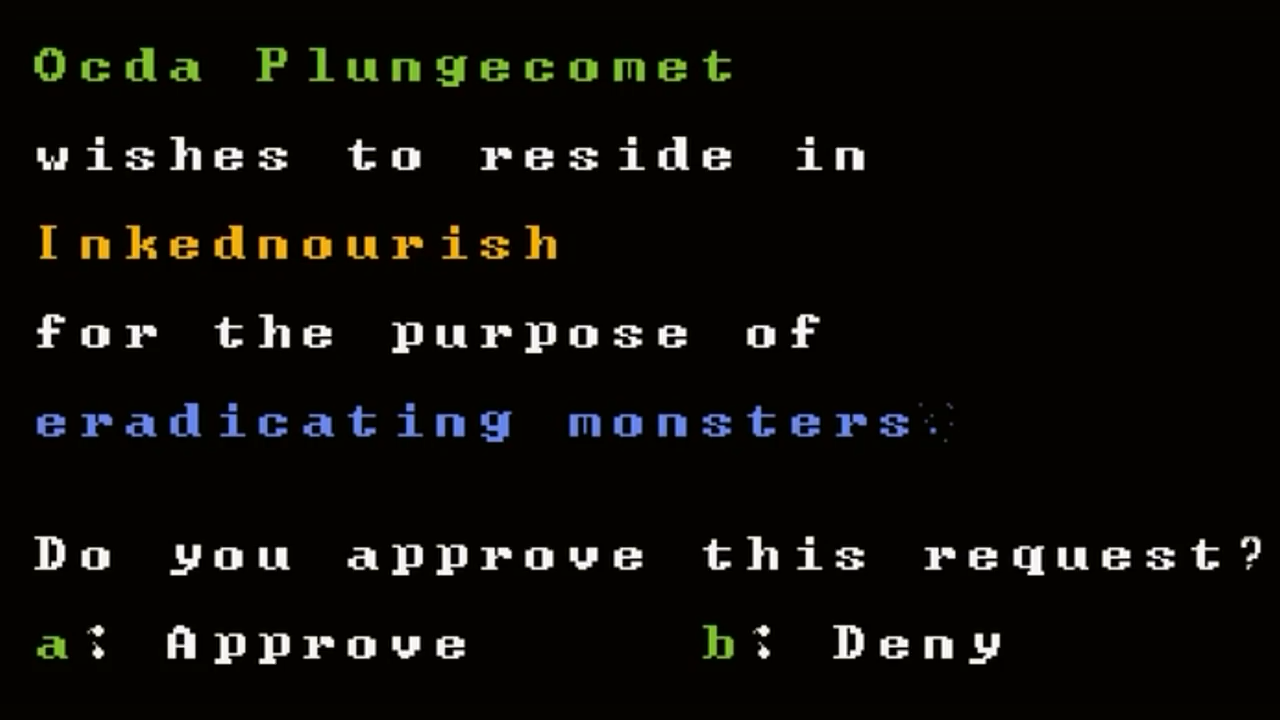 Ocda Plungecomet
wishes to reside in
Inkednourish
for the purpose of
eradicating monsters.
Do you approve this request?
a: Approve b: Deny